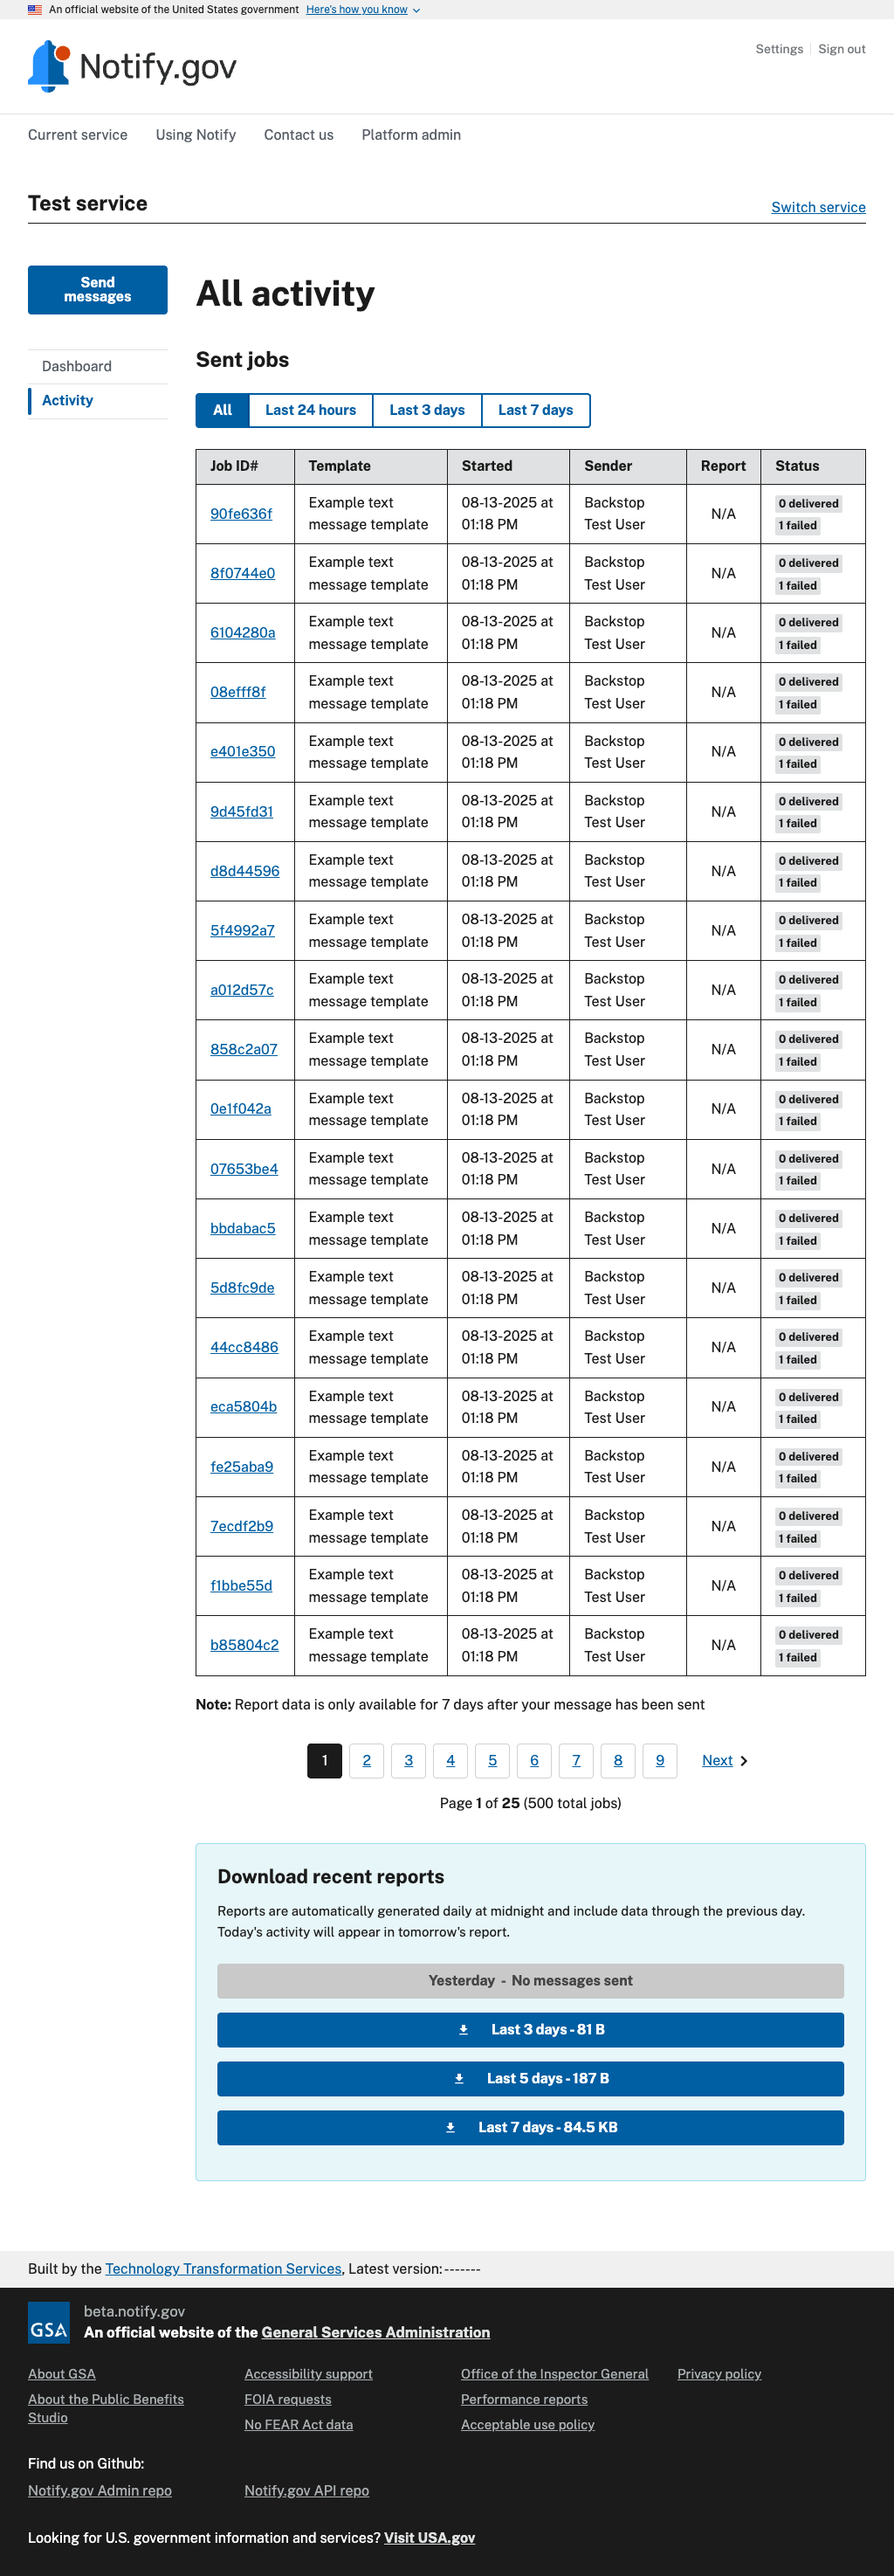 An official website of the United States government Here's how you know
Notify.gov
Settings Sign out
Current service Using Notify Contact us Platform admin
Test service
Switch service
Send
messages
Dashboard
Activity
All activity
Sent jobs
All Last 24 hours Last 3 days Last 7 days
Job ID# Template Started Sender Report Status
90fe636f Example text message template 08-13-2025 at 01:18 PM Backstop Test User N/A 0 delivered 1 failed
8f0744e0 Example text message template 08-13-2025 at 01:18 PM Backstop Test User N/A 0 delivered 1 failed
6104280a Example text message template 08-13-2025 at 01:18 PM Backstop Test User N/A 0 delivered 1 failed
08efff8f Example text message template 08-13-2025 at 01:18 PM Backstop Test User N/A 0 delivered 1 failed
e401e350 Example text message template 08-13-2025 at 01:18 PM Backstop Test User N/A 0 delivered 1 failed
9d45fd31 Example text message template 08-13-2025 at 01:18 PM Backstop Test User N/A 0 delivered 1 failed
d8d44596 Example text message template 08-13-2025 at 01:18 PM Backstop Test User N/A 0 delivered 1 failed
5f4992a7 Example text message template 08-13-2025 at 01:18 PM Backstop Test User N/A 0 delivered 1 failed
a012d57c Example text message template 08-13-2025 at 01:18 PM Backstop Test User N/A 0 delivered 1 failed
858c2a07 Example text message template 08-13-2025 at 01:18 PM Backstop Test User N/A 0 delivered 1 failed
0e1f042a Example text message template 08-13-2025 at 01:18 PM Backstop Test User N/A 0 delivered 1 failed
07653be4 Example text message template 08-13-2025 at 01:18 PM Backstop Test User N/A 0 delivered 1 failed
bbdabac5 Example text message template 08-13-2025 at 01:18 PM Backstop Test User N/A 0 delivered 1 failed
5d8fc9de Example text message template 08-13-2025 at 01:18 PM Backstop Test User N/A 0 delivered 1 failed
44cc8486 Example text message template 08-13-2025 at 01:18 PM Backstop Test User N/A 0 delivered 1 failed
eca5804b Example text message template 08-13-2025 at 01:18 PM Backstop Test User N/A 0 delivered 1 failed
fe25aba9 Example text message template 08-13-2025 at 01:18 PM Backstop Test User N/A 0 delivered 1 failed
7ecdf2b9 Example text message template 08-13-2025 at 01:18 PM Backstop Test User N/A 0 delivered 1 failed
f1bbe55d Example text message template 08-13-2025 at 01:18 PM Backstop Test User N/A 0 delivered 1 failed
b85804c2 Example text message template 08-13-2025 at 01:18 PM Backstop Test User N/A 0 delivered 1 failed
Note: Report data is only available for 7 days after your message has been sent
1 2 3 4 5 6 7 8 9 Next
Page 1 of 25 (500 total jobs)
Download recent reports
Reports are automatically generated daily at midnight and include data through the previous day.
Today's activity will appear in tomorrow's report.
Yesterday - No messages sent
Last 3 days - 81 B
Last 5 days - 187 B
Last 7 days - 84.5 KB
Built by the Technology Transformation Services, Latest version: -------
GSA
beta.notify.gov
An official website of the General Services Administration
About GSA
About the Public Benefits
Studio
Accessibility support
FOIA requests
No FEAR Act data
Office of the Inspector General
Performance reports
Acceptable use policy
Privacy policy
Find us on Github:
Notify.gov Admin repo Notify.gov API repo
Looking for U.S. government information and services? Visit USA.gov